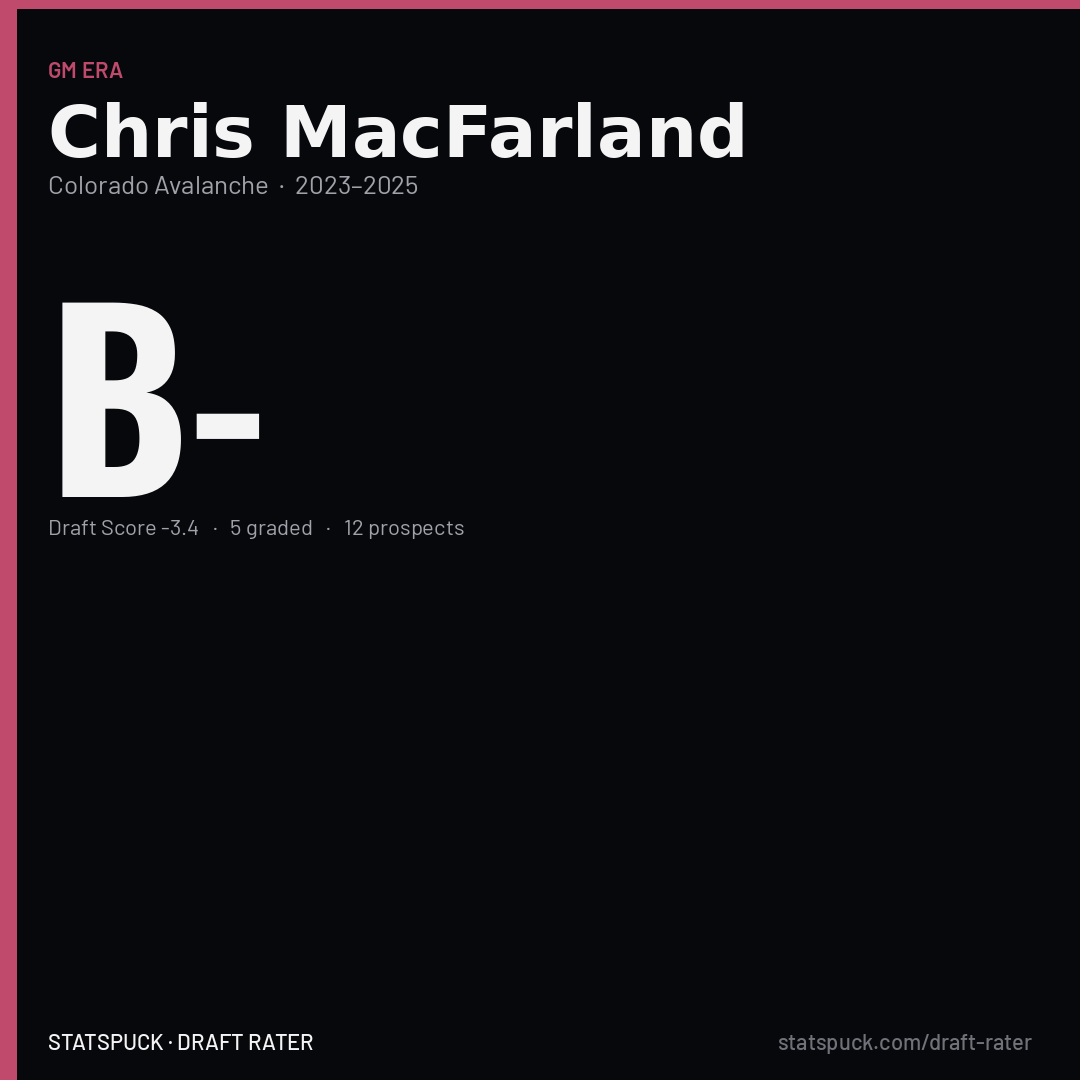 GM ERA
Chris MacFarland
Colorado Avalanche · 2023–2025
B-
Draft Score -3.4 · 5 graded · 12 prospects
STATSPUCK · DRAFT RATER
statspuck.com/draft-rater